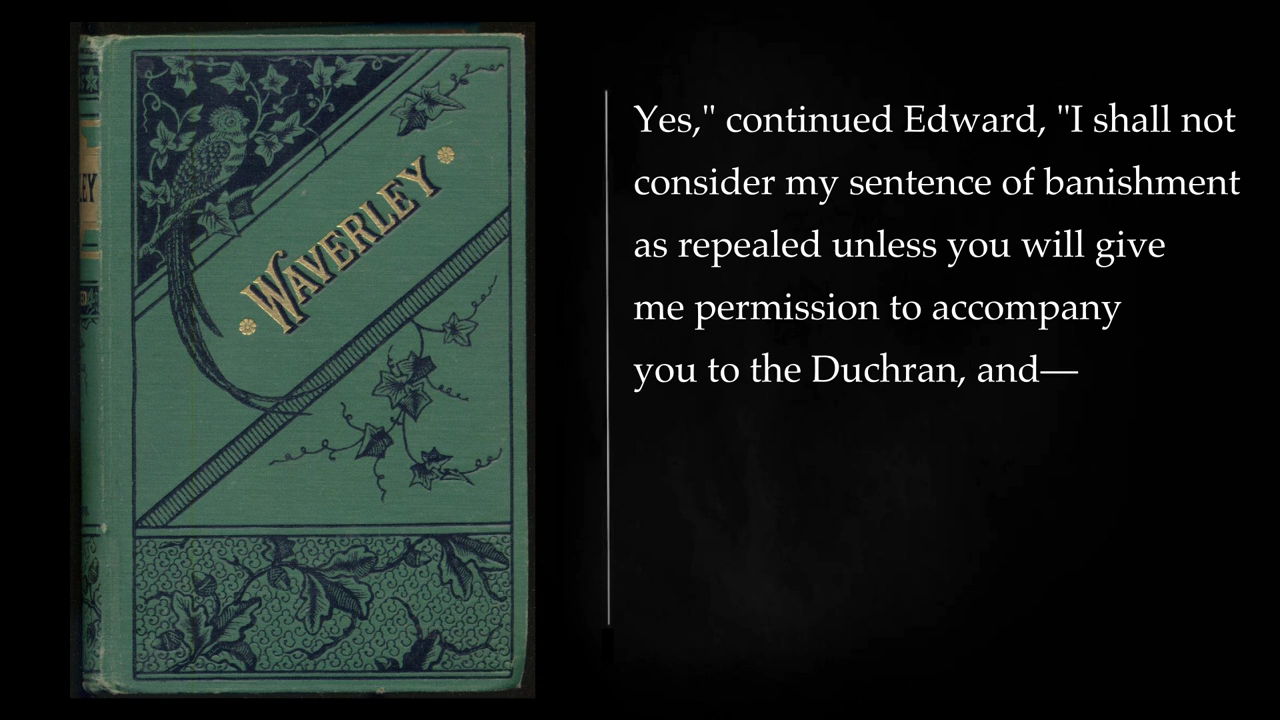 WAVERLEY
Yes," continued Edward, "I shall not
consider my sentence of banishment
as repealed unless you will give
me permission to accompany
you to the Duchran, and—